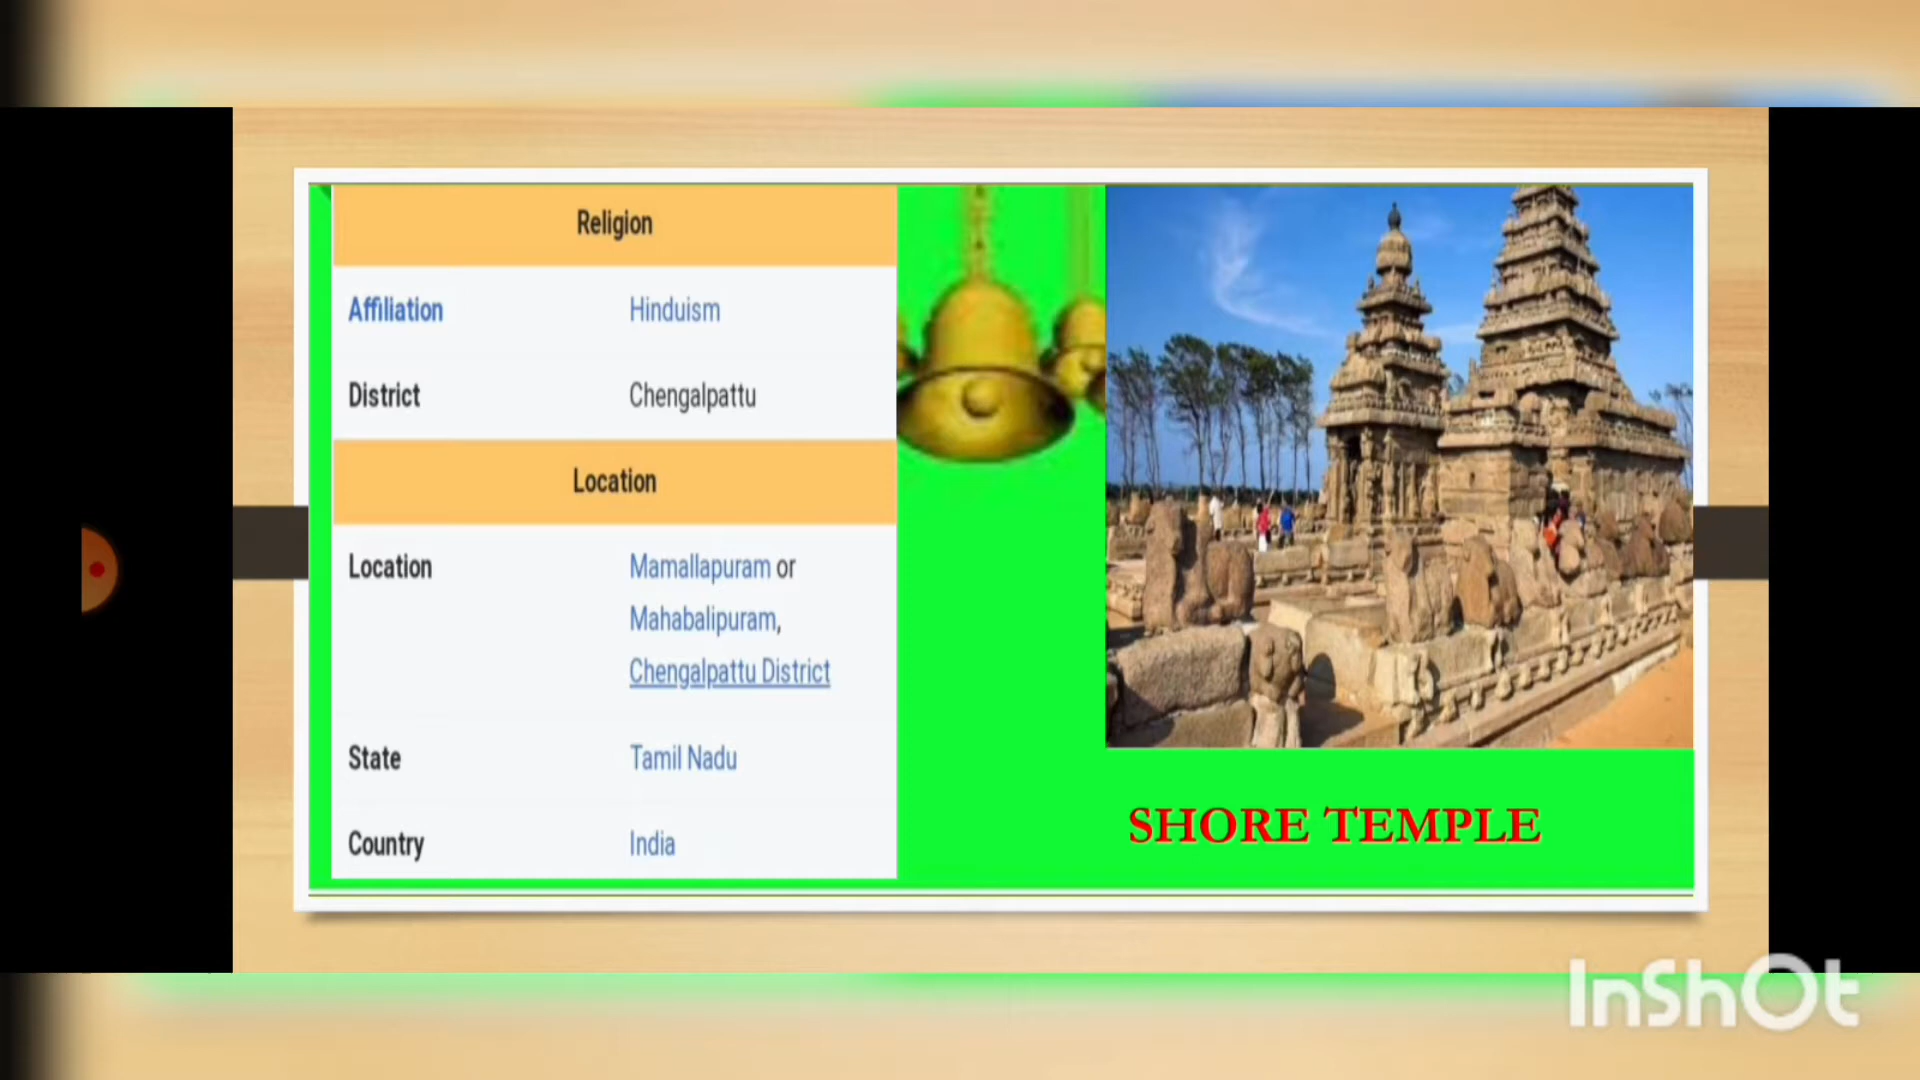 Religion
Affiliation Hinduism
District Chengalpattu
Location
Location Mamallapuram or
Mahabalipuram,
Chengalpattu District
State Tamil Nadu
Country India
SHORE TEMPLE
InShOt